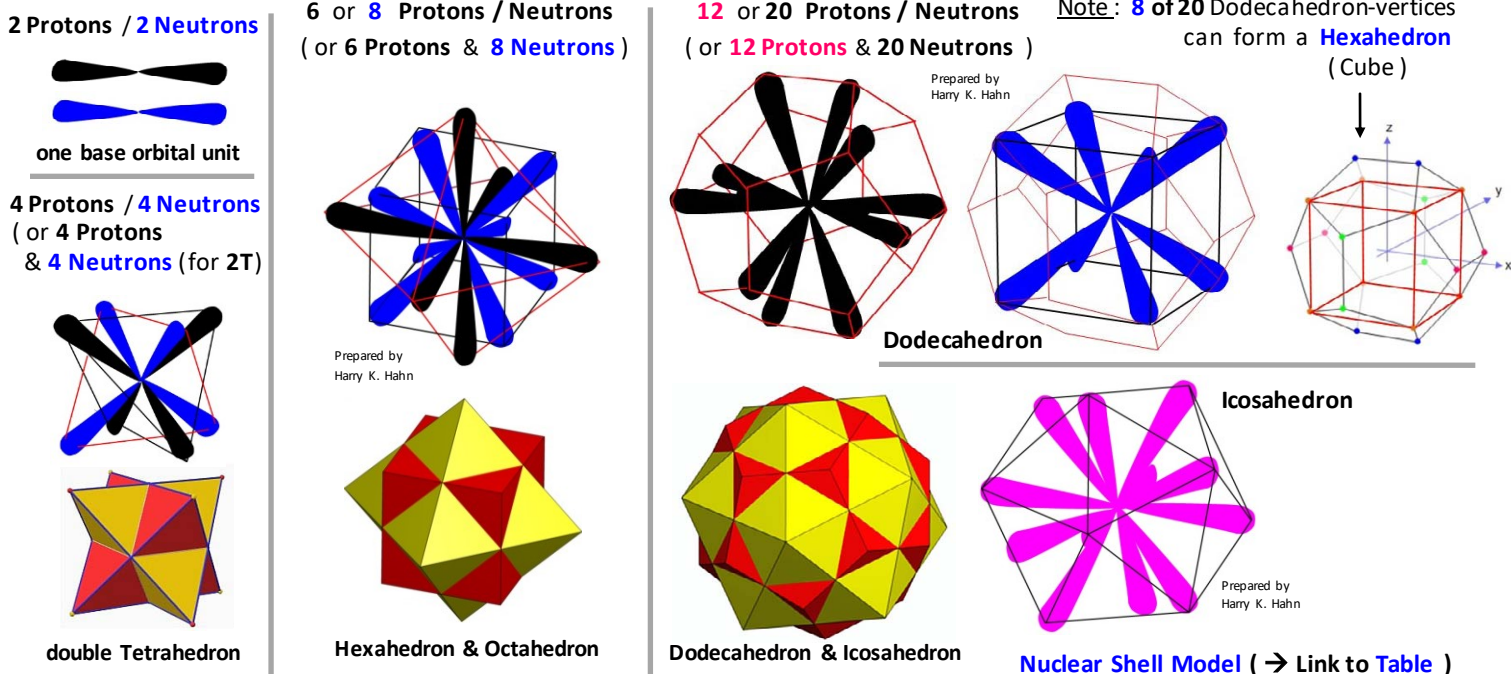 2 Protons / 2 Neutrons
one base orbital unit
4 Protons / 4 Neutrons
( or 4 Protons
& 4 Neutrons (for 2T)
double Tetrahedron
6 or 8 Protons / Neutrons
( or 6 Protons & 8 Neutrons )
Prepared by
Harry K. Hahn
Hexahedron & Octahedron
12 or 20 Protons / Neutrons
( or 12 Protons & 20 Neutrons )
Prepared by
Harry K. Hahn
Note : 8 of 20 Dodecahedron-vertices
can form a Hexahedron
( Cube )
z
y
x
Dodecahedron
Icosahedron
Prepared by
Harry K. Hahn
Dodecahedron & Icosahedron
Nuclear Shell Model ( → Link to Table )